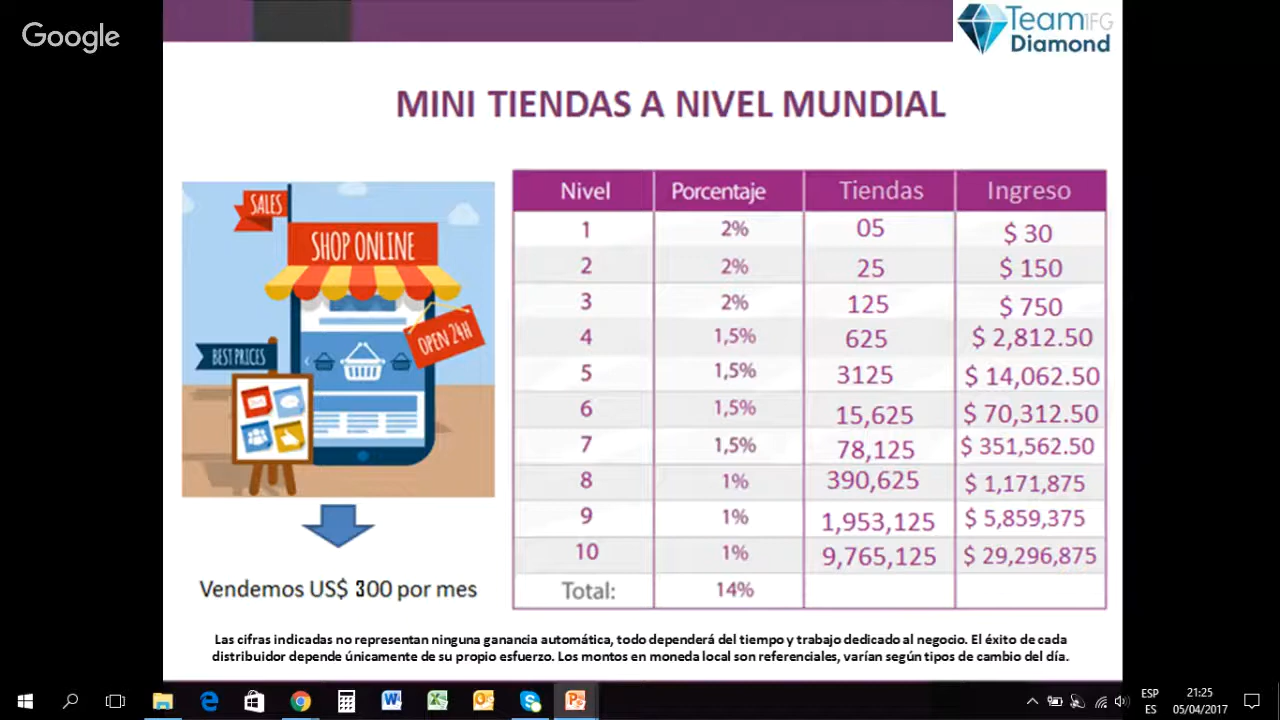 Google
Team 1FG
Diamond
MINI TIENDAS A NIVEL MUNDIAL
SALES
SHOP ONLINE
OPEN 24H
BEST PRICES
Vendemos US$ 300 por mes
Nivel Porcentaje Tiendas Ingreso
1 2% 05 $ 30
2 2% 25 $ 150
3 2% 125 $ 750
4 1,5% 625 $ 2,812.50
5 1,5% 3125 $ 14,062.50
6 1,5% 15,625 $ 70,312.50
7 1,5% 78,125 $ 351,562.50
8 1% 390,625 $ 1,171,875
9 1% 1,953,125 $ 5,859,375
10 1% 9,765,125 $ 29,296,875
Total: 14%
Las cifras indicadas no representan ninguna ganancia automática, todo dependerá del tiempo y trabajo dedicado al negocio. El éxito de cada
distribuidor depende únicamente de su propio esfuerzo. Los montos en moneda local son referenciales, varían según tipos de cambio del día.
ESP
ES
21:25
05/04/2017